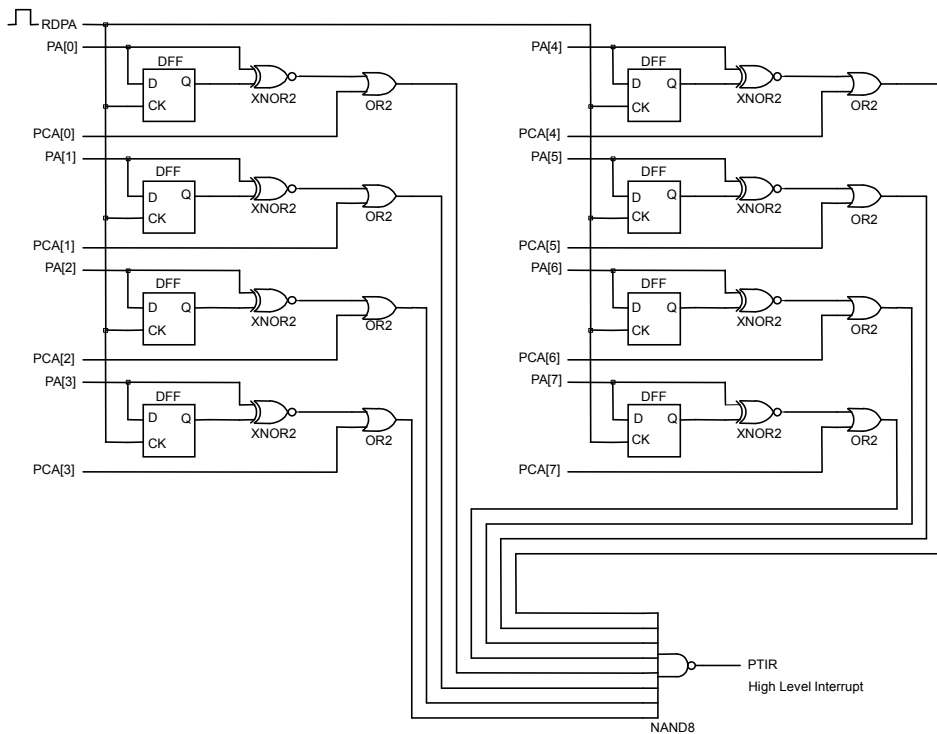 RDPA
PA[0]
DFF
D
Q
CK
XNOR2
OR2
PCA[0]
PA[1]
DFF
D
Q
CK
XNOR2
OR2
PCA[1]
PA[2]
DFF
D
Q
CK
XNOR2
OR2
PCA[2]
PA[3]
DFF
D
Q
CK
XNOR2
OR2
PCA[3]
PA[4]
DFF
D
Q
CK
XNOR2
OR2
PCA[4]
PA[5]
DFF
D
Q
CK
XNOR2
OR2
PCA[5]
PA[6]
DFF
D
Q
CK
XNOR2
OR2
PCA[6]
PA[7]
DFF
D
Q
CK
XNOR2
OR2
PCA[7]
PTIR
High Level Interrupt
NAND8